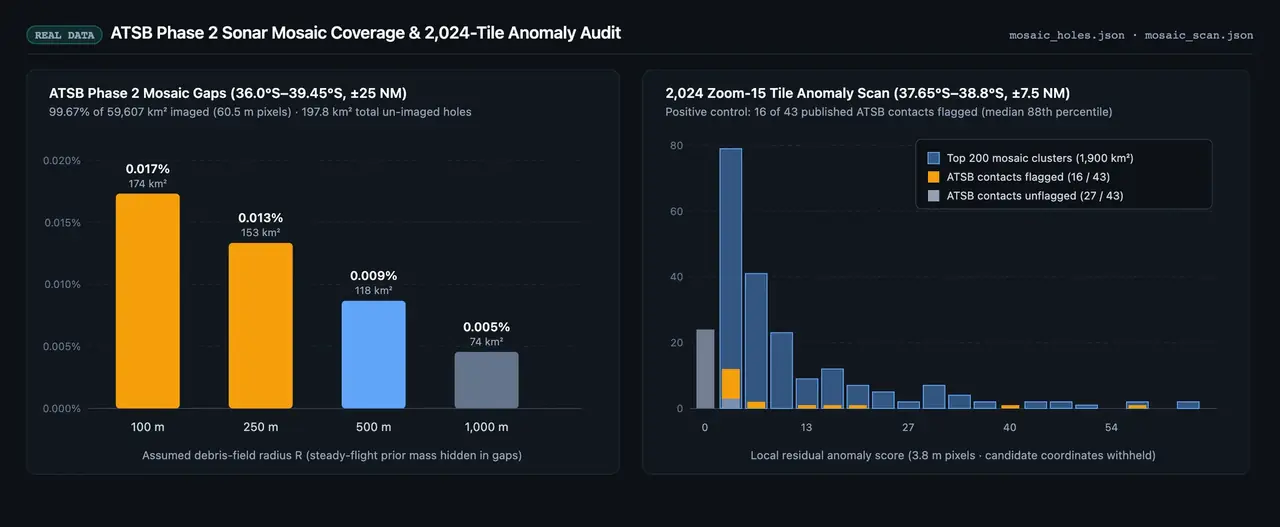 REAL DATA ATSB Phase 2 Sonar Mosaic Coverage & 2,024-Tile Anomaly Audit
mosaic_holes.json · mosaic_scan.json
ATSB Phase 2 Mosaic Gaps (36.0°S–39.45°S, ±25 NM)
99.67% of 59,607 km² imaged (60.5 m pixels) · 197.8 km² total un-imaged holes
0.020%
0.015%
0.010%
0.005%
0.000%
0.017%
174 km²
0.013%
153 km²
0.009%
118 km²
0.005%
74 km²
100 m
250 m
500 m
1,000 m
Assumed debris-field radius R (steady-flight prior mass hidden in gaps)
2,024 Zoom-15 Tile Anomaly Scan (37.65°S–38.8°S, ±7.5 NM)
Positive control: 16 of 43 published ATSB contacts flagged (median 88th percentile)
80
60
40
20
0
Top 200 mosaic clusters (1,900 km²)
ATSB contacts flagged (16 / 43)
ATSB contacts unflagged (27 / 43)
0
13
27
40
54
Local residual anomaly score (3.8 m pixels · candidate coordinates withheld)